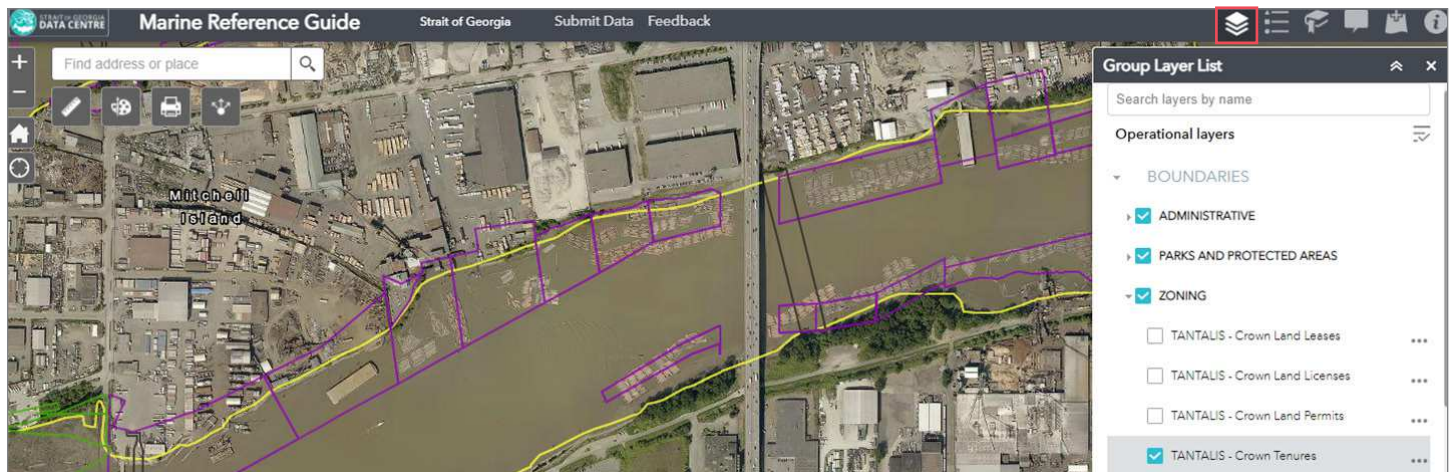 STRAIT OF GEORGIA
DATA CENTRE
Marine Reference Guide
Strait of Georgia
Submit Data
Feedback
Find address or place
Mitchell
Island
Group Layer List
Search layers by name
Operational layers
BOUNDARIES
ADMINISTRATIVE
PARKS AND PROTECTED AREAS
ZONING
TANTALIS - Crown Land Leases
TANTALIS - Crown Land Licenses
TANTALIS - Crown Land Permits
TANTALIS - Crown Tenures